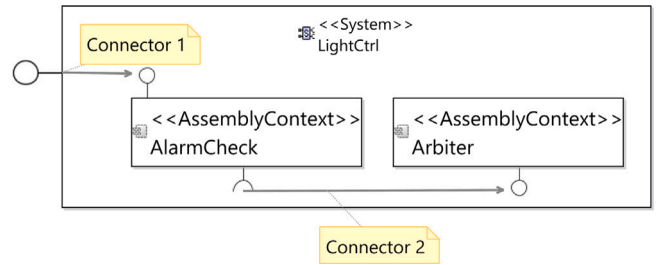 <<System>>
LightCtrl
Connector 1
<<AssemblyContext>>
AlarmCheck
<<AssemblyContext>>
Arbiter
Connector 2